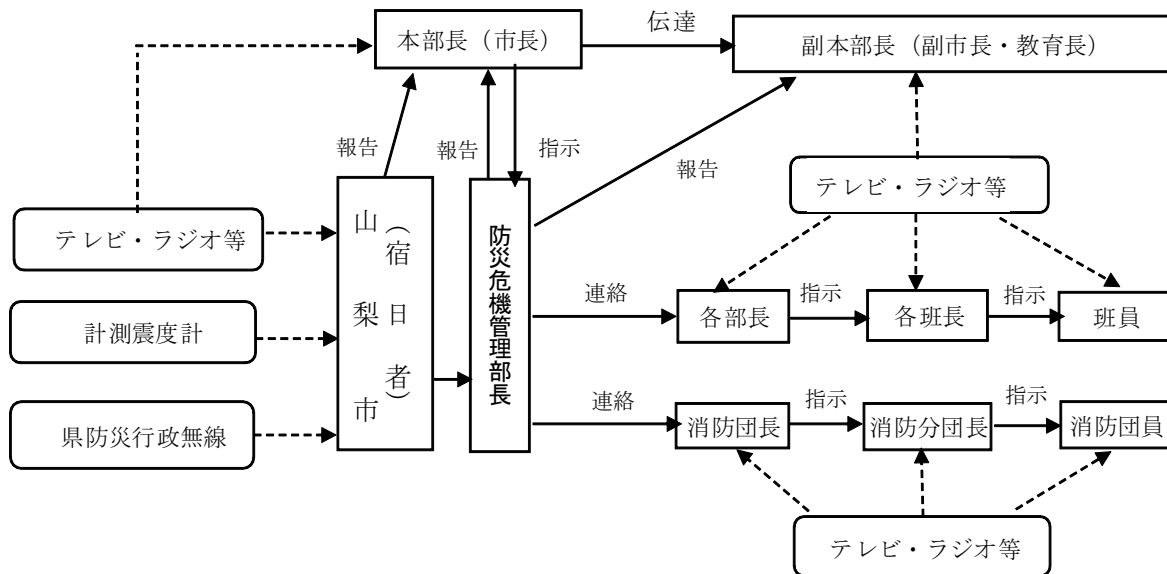 本部長（市長）
伝達
副本部長（副市長・教育長）
報告
報告
指示
報告
テレビ・ラジオ等
テレビ・ラジオ等
計測震度計
県防災行政無線
山梨市
（宿日者）
防災危機管理部長
連絡
各部長
指示
各班長
指示
班員
連絡
消防団長
指示
消防分団長
指示
消防団員
テレビ・ラジオ等